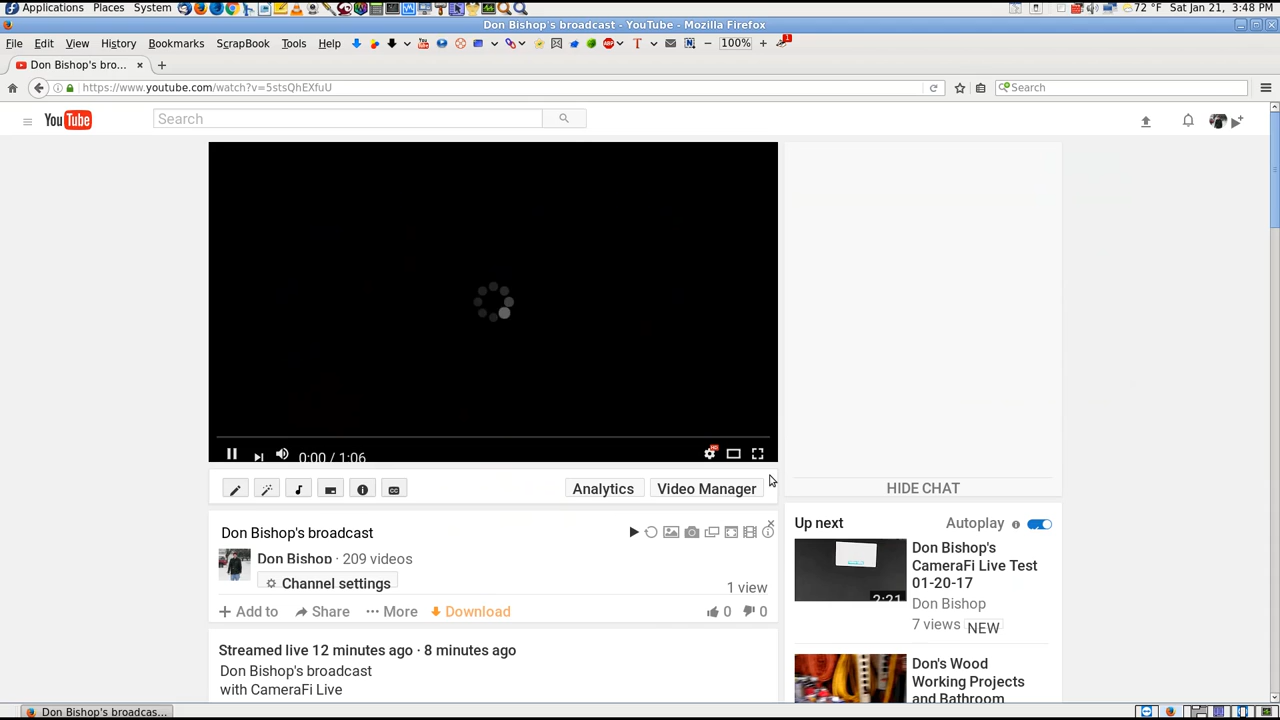 Applications Places System 72 °F Sat Jan 21, 3:48 PM
Don Bishop's broadcast - YouTube - Mozilla Firefox
File Edit View History Bookmarks ScrapBook Tools Help 100%
Don Bishop's bro...
https://www.youtube.com/watch?v=5stsQhEXfuU Search
YouTube Search
0:00 / 1:06
Analytics Video Manager
HIDE CHAT
Don Bishop's broadcast
Don Bishop · 209 videos
Channel settings
1 view
Add to Share More Download 0 0
Streamed live 12 minutes ago · 8 minutes ago
Don Bishop's broadcast
with CameraFi Live
Up next Autoplay
Don Bishop's
CameraFi Live Test
01-20-17
Don Bishop
7 views NEW
2:21
Don's Wood
Working Projects
and Bathroom
Don Bishop's broadcas...